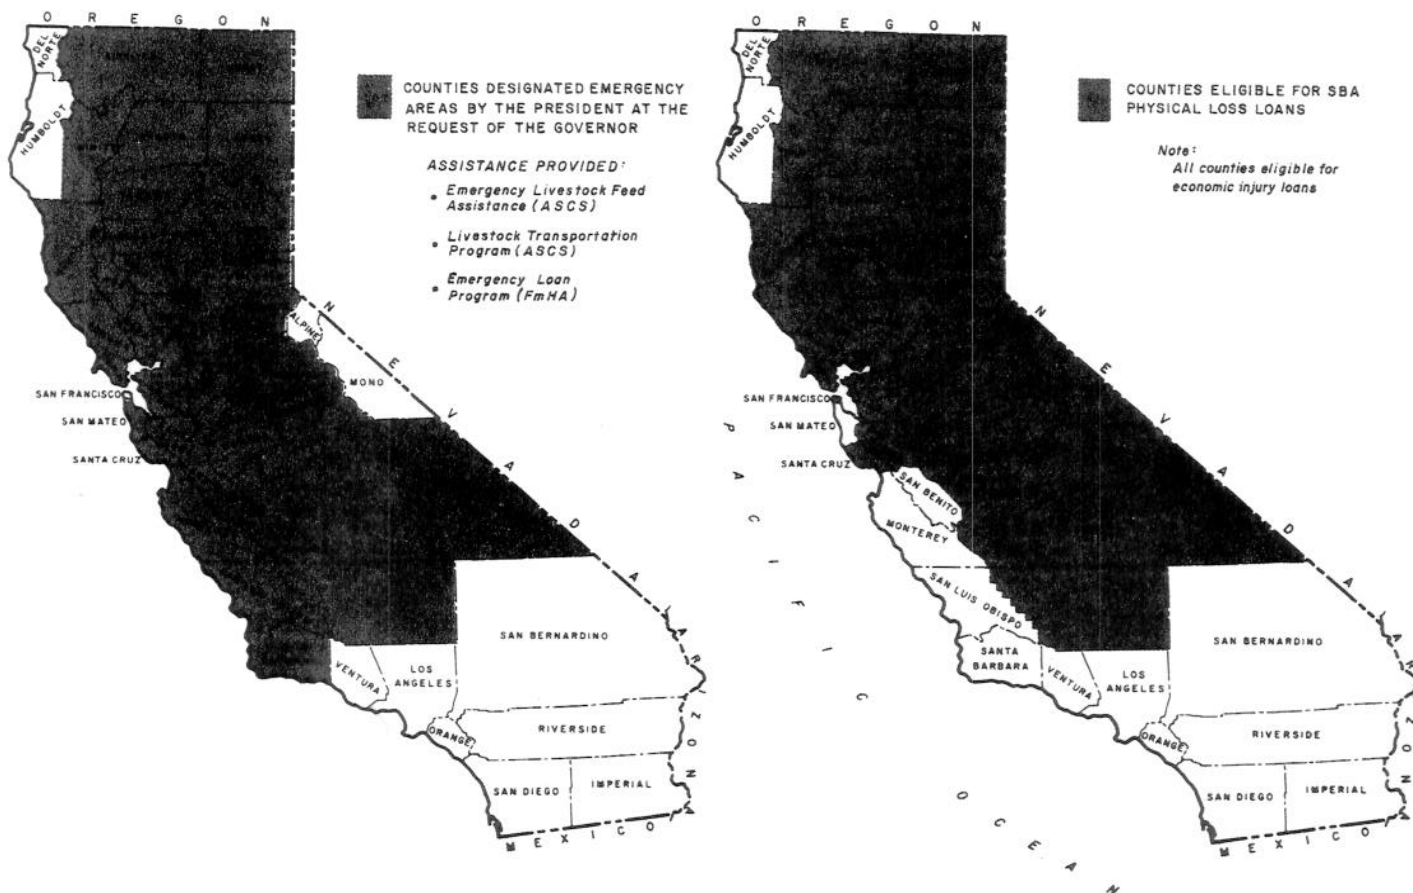 OREGON
DEL
NORTE
HUMBOLDT
COUNTIES DESIGNATED EMERGENCY
AREAS BY THE PRESIDENT AT THE
REQUEST OF THE GOVERNOR
ASSISTANCE PROVIDED:
• Emergency Livestock Feed
Assistance (ASCS)
• Livestock Transportation
Program (ASCS)
• Emergency Loan
Program (FmHA)
NEVADA
ALPINE
MONO
SAN FRANCISCO
SAN MATEO
SANTA CRUZ
SAN BERNARDINO
VENTURA
LOS
ANGELES
ORANGE
RIVERSIDE
SAN DIEGO
IMPERIAL
ARIZONA
MEXICO
OREGON
DEL
NORTE
HUMBOLDT
COUNTIES ELIGIBLE FOR SBA
PHYSICAL LOSS LOANS
Note:
All counties eligible for
economic injury loans
NEVADA
SAN FRANCISCO
SAN MATEO
SANTA CRUZ
SAN BENITO
MONTEREY
SAN LUIS OBISPO
SANTA
BARBARA
VENTURA
LOS
ANGELES
SAN BERNARDINO
ORANGE
RIVERSIDE
SAN DIEGO
IMPERIAL
ARIZONA
MEXICO
PACIFIC
OCEAN